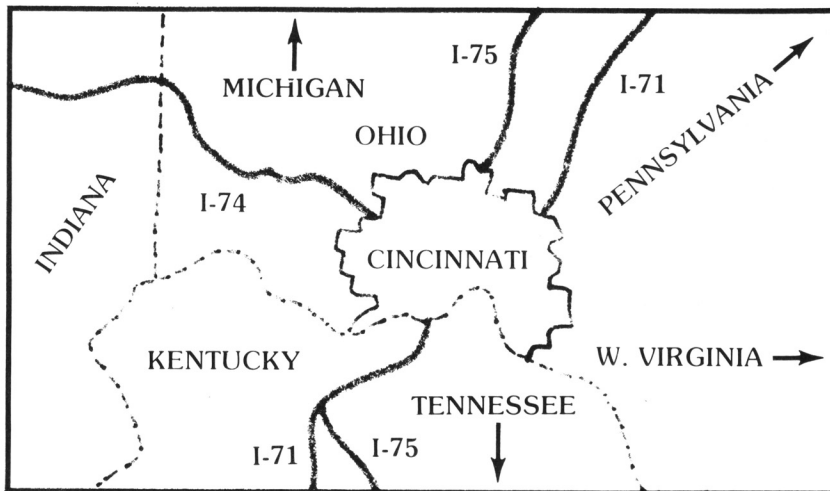 I-75
I-71
MICHIGAN
PENNSYLVANIA
OHIO
I-74
INDIANA
CINCINNATI
KENTUCKY
W. VIRGINIA
TENNESSEE
I-71
I-75